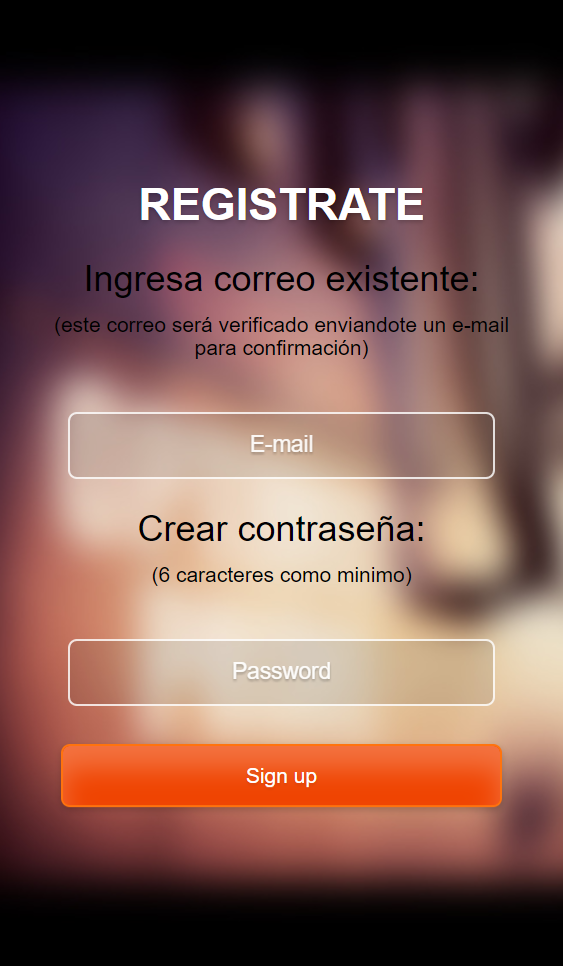 REGISTRATE
Ingresa correo existente:
(este correo será verificado enviandote un e-mail
para confirmación)
E-mail
Crear contraseña:
(6 caracteres como minimo)
Password
Sign up